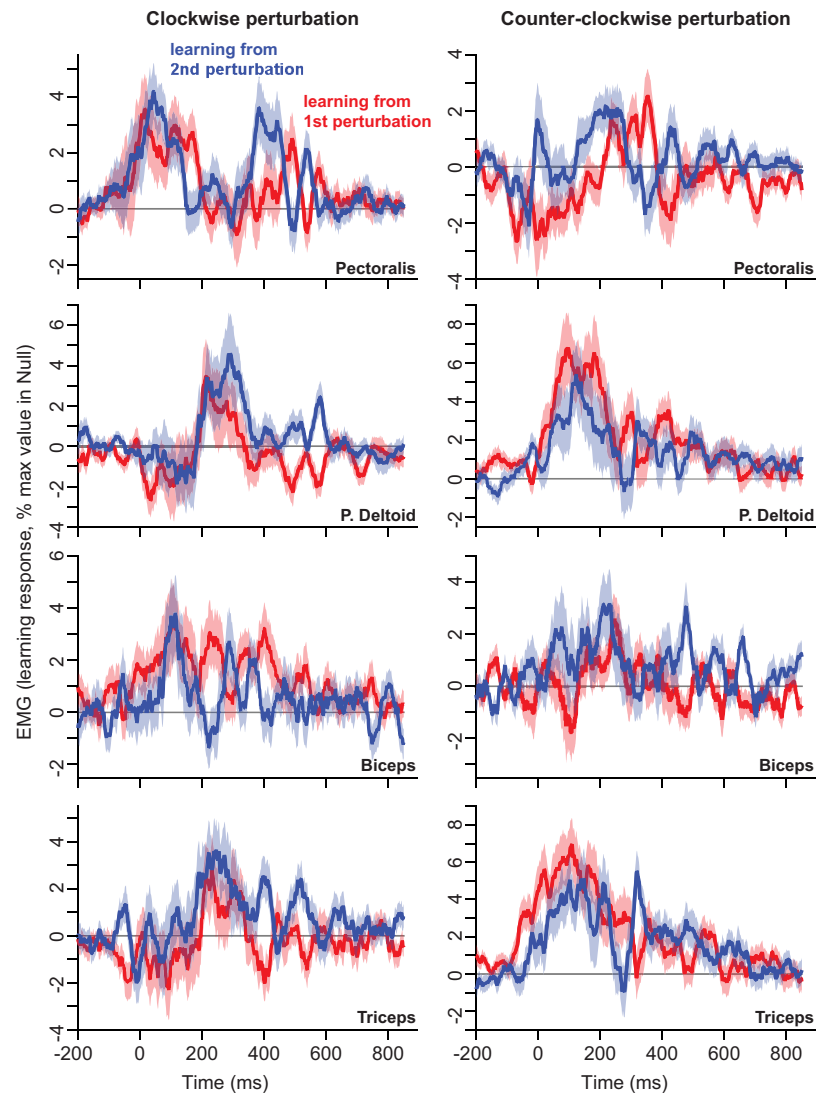 Clockwise perturbation
Counter-clockwise perturbation
learning from
2nd perturbation
learning from
1st perturbation
4
2
0
-2
Pectoralis
4
2
0
-2
-4
Pectoralis
EMG (learning response, % max value in Null)
6
4
2
0
-2
-4
P. Deltoid
8
6
4
2
0
-2
P. Deltoid
6
4
2
0
-2
Biceps
4
2
0
-2
Biceps
4
2
0
-2
-4
Triceps
8
6
4
2
0
-2
Triceps
-200 0 200 400 600 800
-200 0 200 400 600 800
Time (ms)
Time (ms)